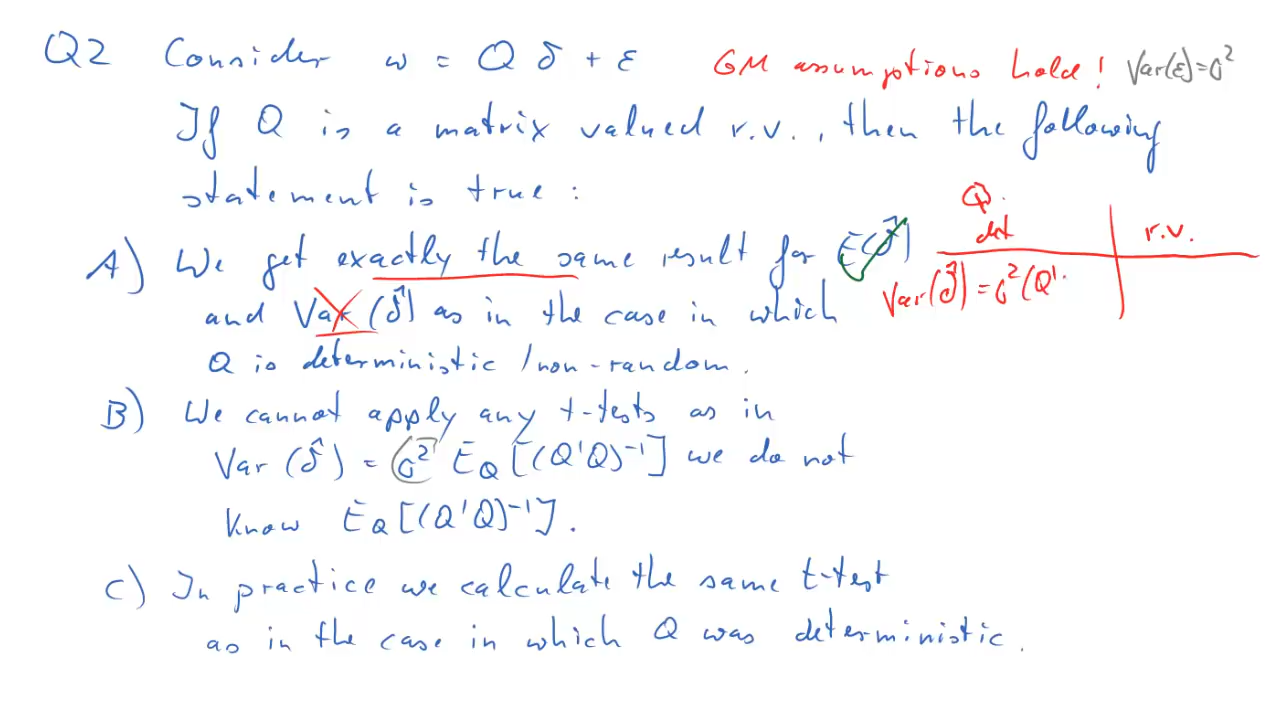 Q2 Consider w = Q δ + ε GM assumptions hold! Var(ε)=σ²
If Q is a matrix valued r.v., then the following
statement is true:
A) We get exactly the same result for E(δ̂)
and Var(δ̂) as in the case in which
Q is deterministic / non-random.
Q.
det r.v.
Var(δ̂) = σ²(Q'
B) We cannot apply any t-tests as in
Var (δ̂) = σ² E_Q [(Q'Q)⁻¹] we do not
know E_Q [(Q'Q)⁻¹].
C) In practice we calculate the same t-test
as in the case in which Q was deterministic.